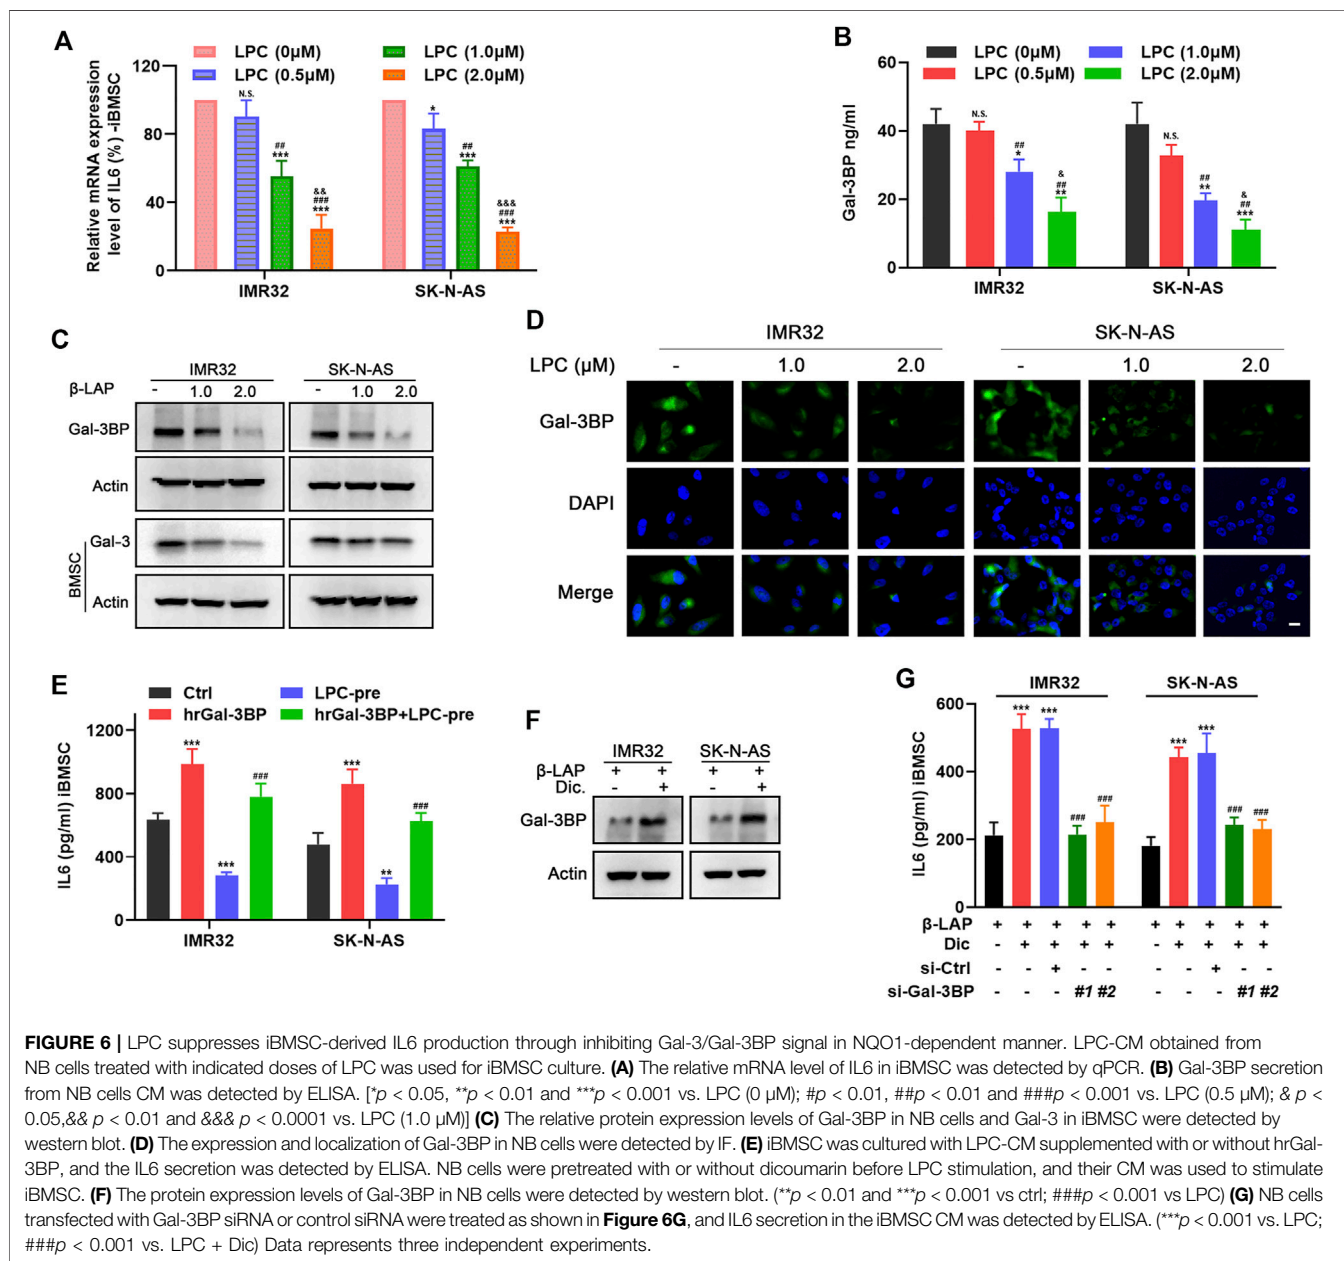 A
LPC (0μM)
LPC (0.5μM)
LPC (1.0μM)
LPC (2.0μM)
Relative mRNA expression
level of IL6 (%) -iBMSC
120
80
40
0
N.S.
##
***
&&
###
***
*
##
***
&&&
###
***
IMR32
SK-N-AS
B
LPC (0μM)
LPC (0.5μM)
LPC (1.0μM)
LPC (2.0μM)
Gal-3BP ng/ml
60
40
20
0
N.S.
##
*
&
##
**
N.S.
##
**
&
##
***
IMR32
SK-N-AS
C
IMR32
SK-N-AS
β-LAP
-
1.0
2.0
-
1.0
2.0
Gal-3BP
Actin
BMSC
Gal-3
Actin
D
IMR32
SK-N-AS
LPC (μM)
-
1.0
2.0
-
1.0
2.0
Gal-3BP
DAPI
Merge
E
Ctrl
hrGal-3BP
LPC-pre
hrGal-3BP+LPC-pre
IL6 (pg/ml) iBMSC
1200
800
400
0
***
***
###
***
**
###
IMR32
SK-N-AS
F
IMR32
SK-N-AS
β-LAP + + + +
Dic. - + - +
Gal-3BP
Actin
G
IMR32
SK-N-AS
IL6 (pg/ml) iBMSC
600
400
200
0
***
***
###
###
***
***
###
###
β-LAP + + + + + + + + + +
Dic - + + + + - + + + +
si-Ctrl - - + - - - - + - -
si-Gal-3BP - - - #1 #2 - - - #1 #2
FIGURE 6 | LPC suppresses iBMSC-derived IL6 production through inhibiting Gal-3/Gal-3BP signal in NQO1-dependent manner. LPC-CM obtained from
NB cells treated with indicated doses of LPC was used for iBMSC culture. (A) The relative mRNA level of IL6 in iBMSC was detected by qPCR. (B) Gal-3BP secretion
from NB cells CM was detected by ELISA. [*p < 0.05, **p < 0.01 and ***p < 0.001 vs. LPC (0 μM); #p < 0.01, ##p < 0.01 and ###p < 0.001 vs. LPC (0.5 μM); & p <
0.05,&& p < 0.01 and &&& p < 0.0001 vs. LPC (1.0 μM)] (C) The relative protein expression levels of Gal-3BP in NB cells and Gal-3 in iBMSC were detected by
western blot. (D) The expression and localization of Gal-3BP in NB cells were detected by IF. (E) iBMSC was cultured with LPC-CM supplemented with or without hrGal-
3BP, and the IL6 secretion was detected by ELISA. NB cells were pretreated with or without dicoumarin before LPC stimulation, and their CM was used to stimulate
iBMSC. (F) The protein expression levels of Gal-3BP in NB cells were detected by western blot. (**p < 0.01 and ***p < 0.001 vs ctrl; ###p < 0.001 vs LPC) (G) NB cells
transfected with Gal-3BP siRNA or control siRNA were treated as shown in Figure 6G, and IL6 secretion in the iBMSC CM was detected by ELISA. (***p < 0.001 vs. LPC;
###p < 0.001 vs. LPC + Dic) Data represents three independent experiments.